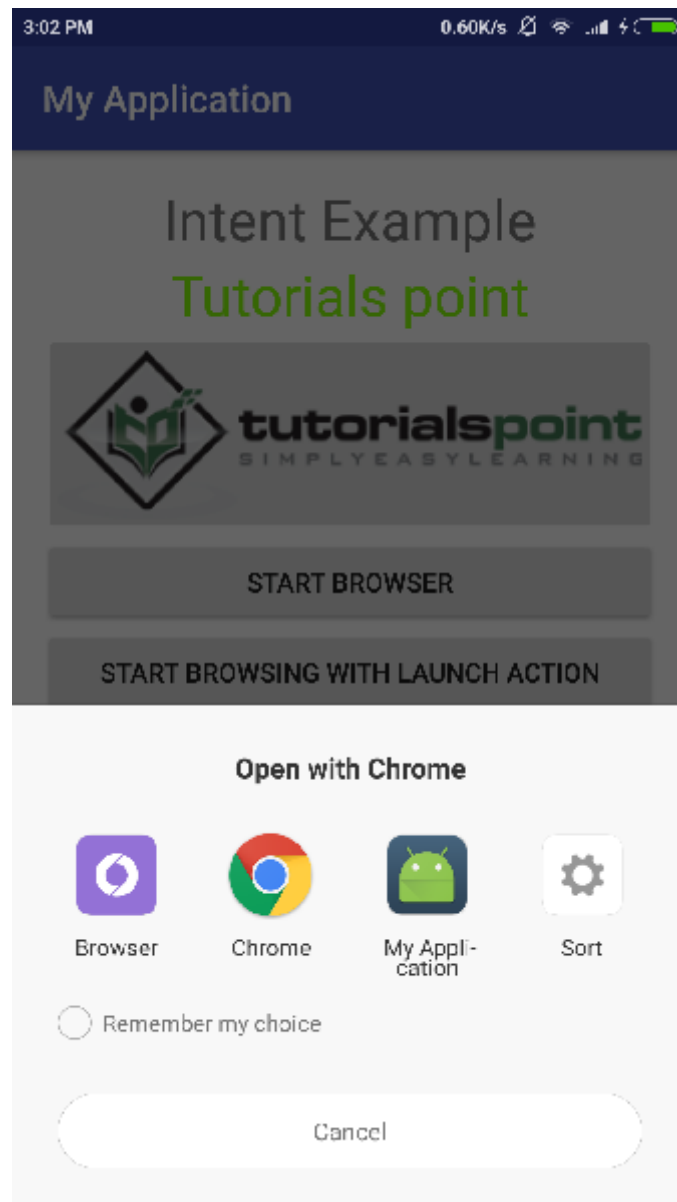 3:02 PM 0.60K/s
My Application
Intent Example
Tutorials point
tutorialspoint
SIMPLYEASYLEARNING
START BROWSER
START BROWSING WITH LAUNCH ACTION
Open with Chrome
Browser Chrome My Appli- Sort
cation
Remember my choice
Cancel